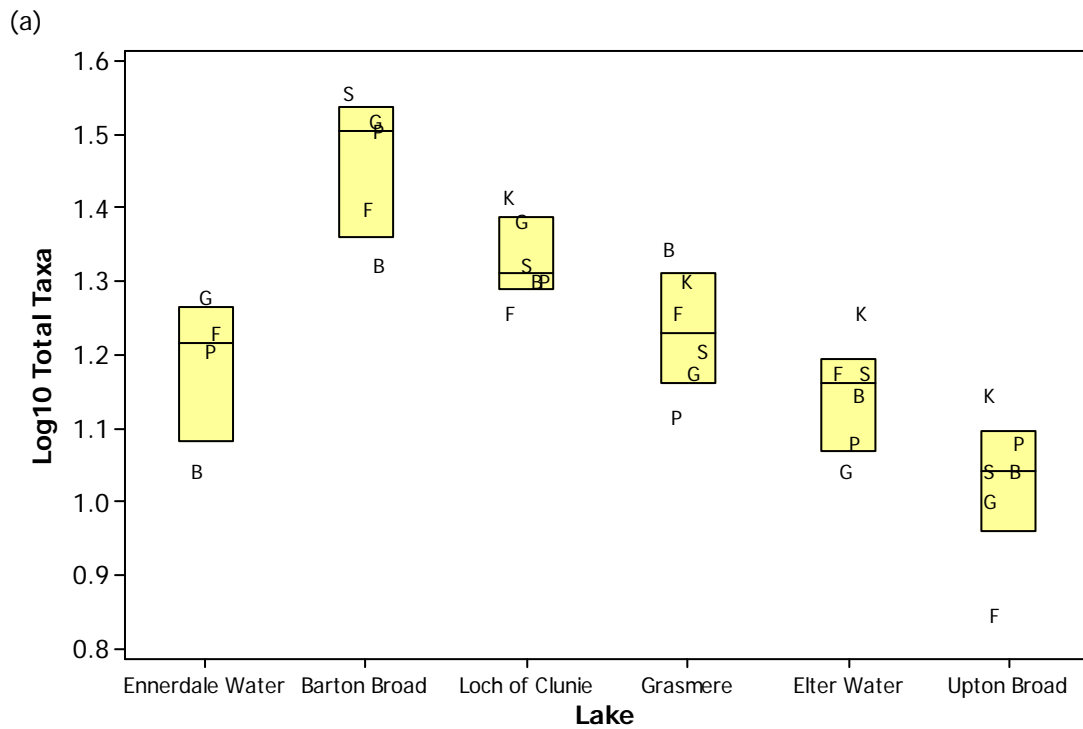 (a)
Log10 Total Taxa
1.6
1.5
1.4
1.3
1.2
1.1
1.0
0.9
0.8
G
F
P
B
S
G
P
F
B
K
G
S
B
P
F
B
K
F
S
G
P
K
F
S
B
P
G
K
P
S
B
G
F
Ennerdale Water Barton Broad Loch of Clunie Grasmere Elter Water Upton Broad
Lake